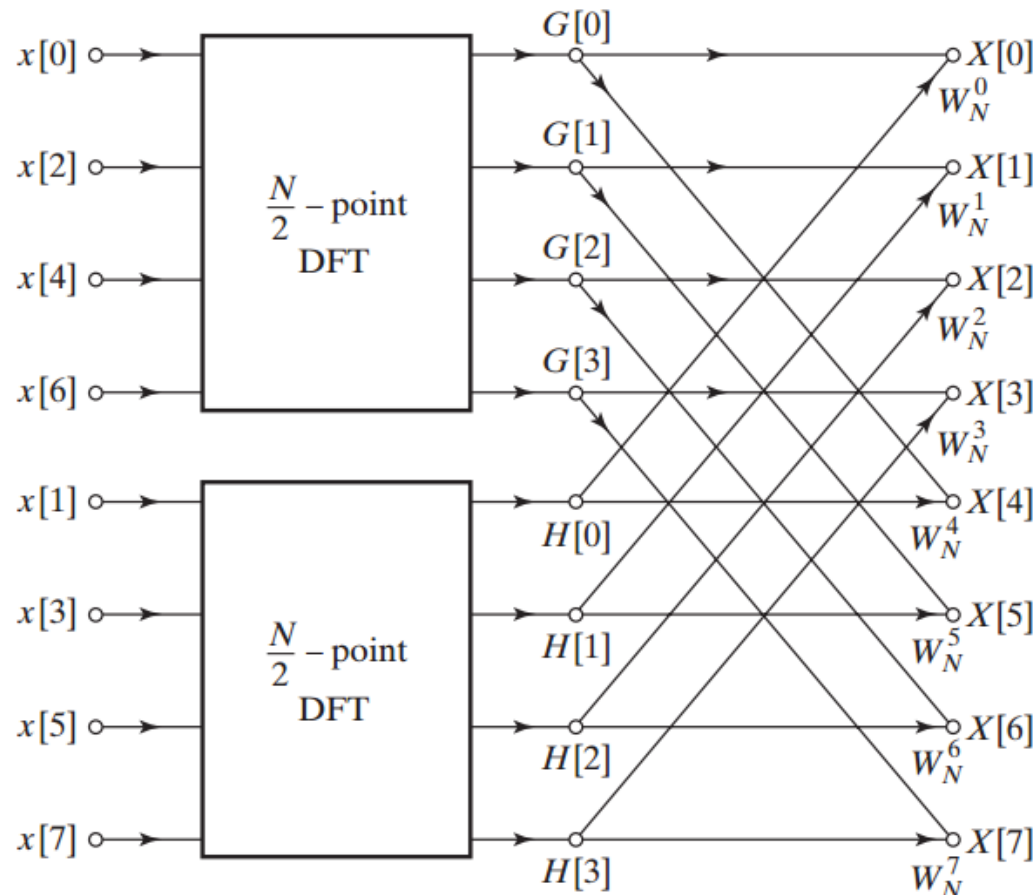 G[0]
x[0] X[0]
W_N^0
G[1]
x[2] X[1]
W_N^1
N/2 – point
DFT
G[2]
x[4] X[2]
W_N^2
G[3]
x[6] X[3]
W_N^3
x[1] X[4]
H[0] W_N^4
x[3] X[5]
H[1] W_N^5
N/2 – point
DFT
x[5] X[6]
H[2] W_N^6
x[7] X[7]
H[3] W_N^7